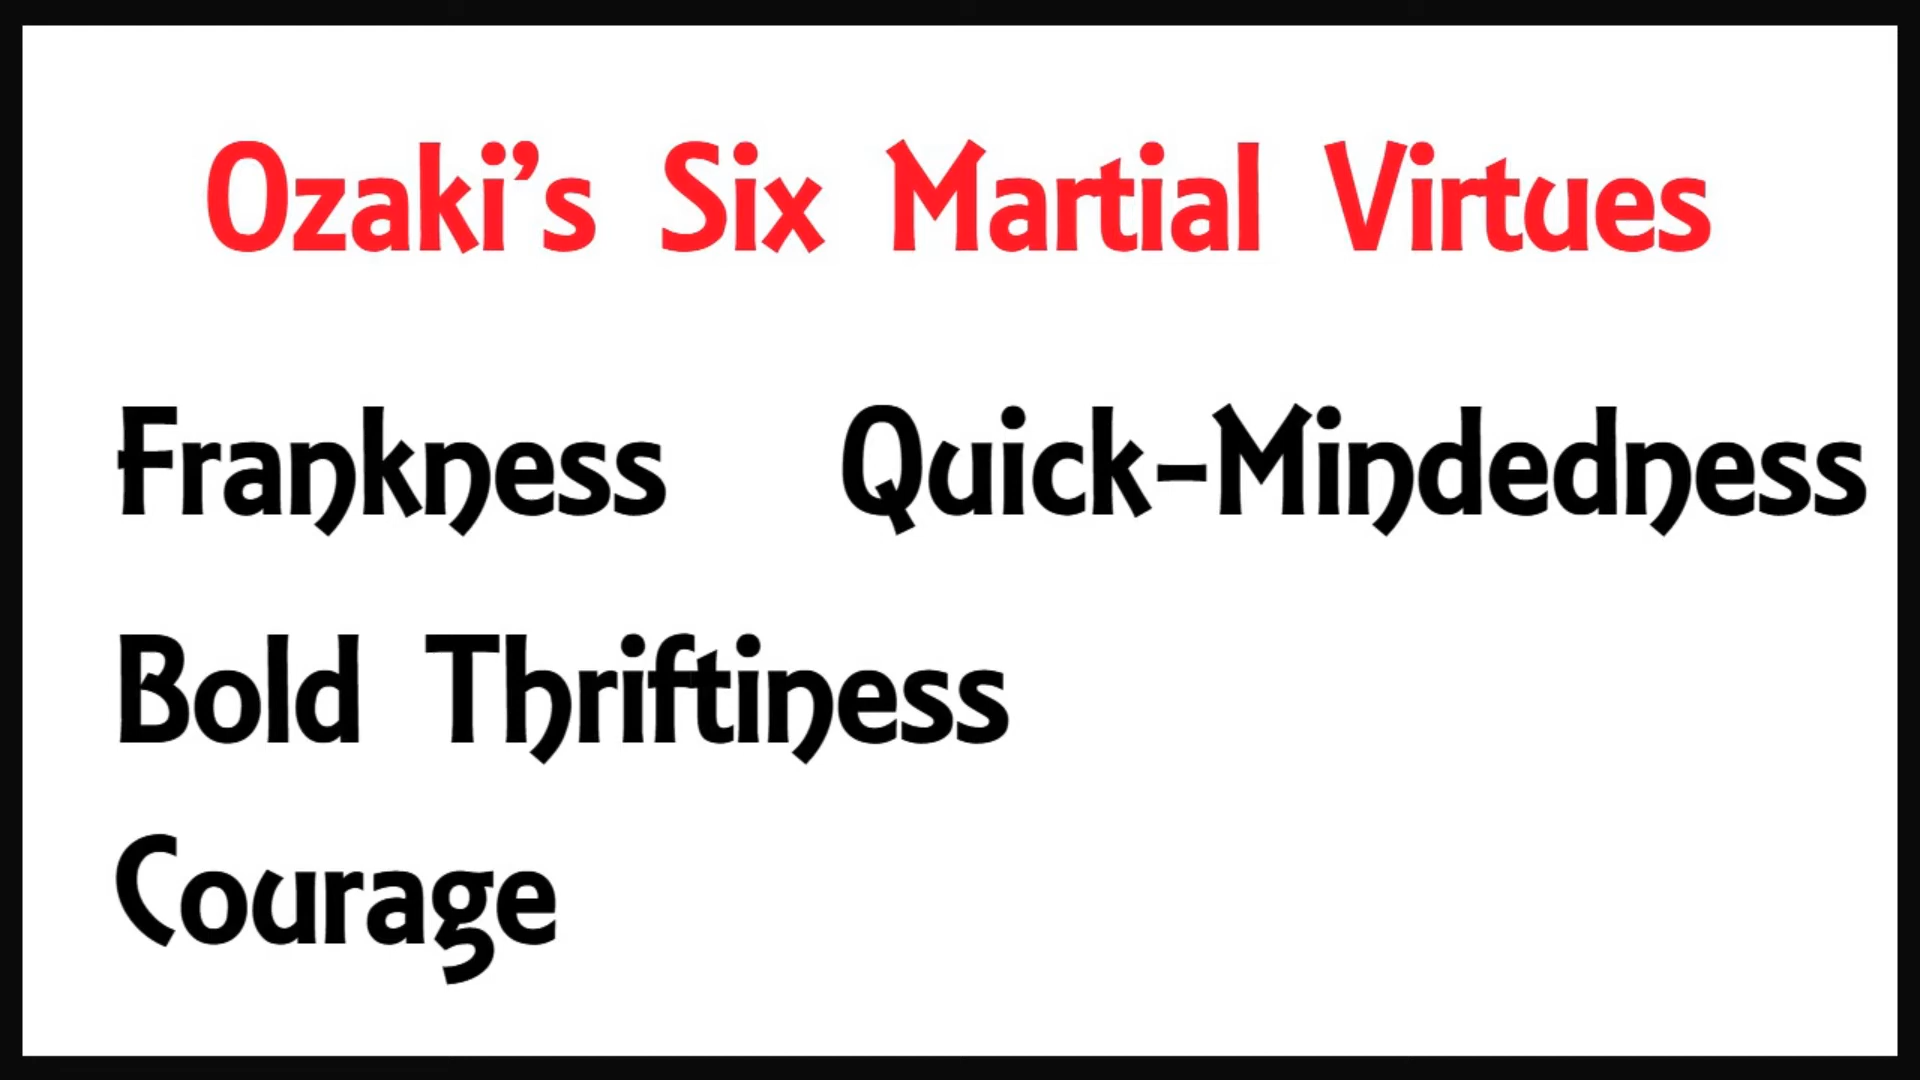 Ozaki's Six Martial Virtues
Frankness Quick-Mindedness
Bold Thriftiness
Courage